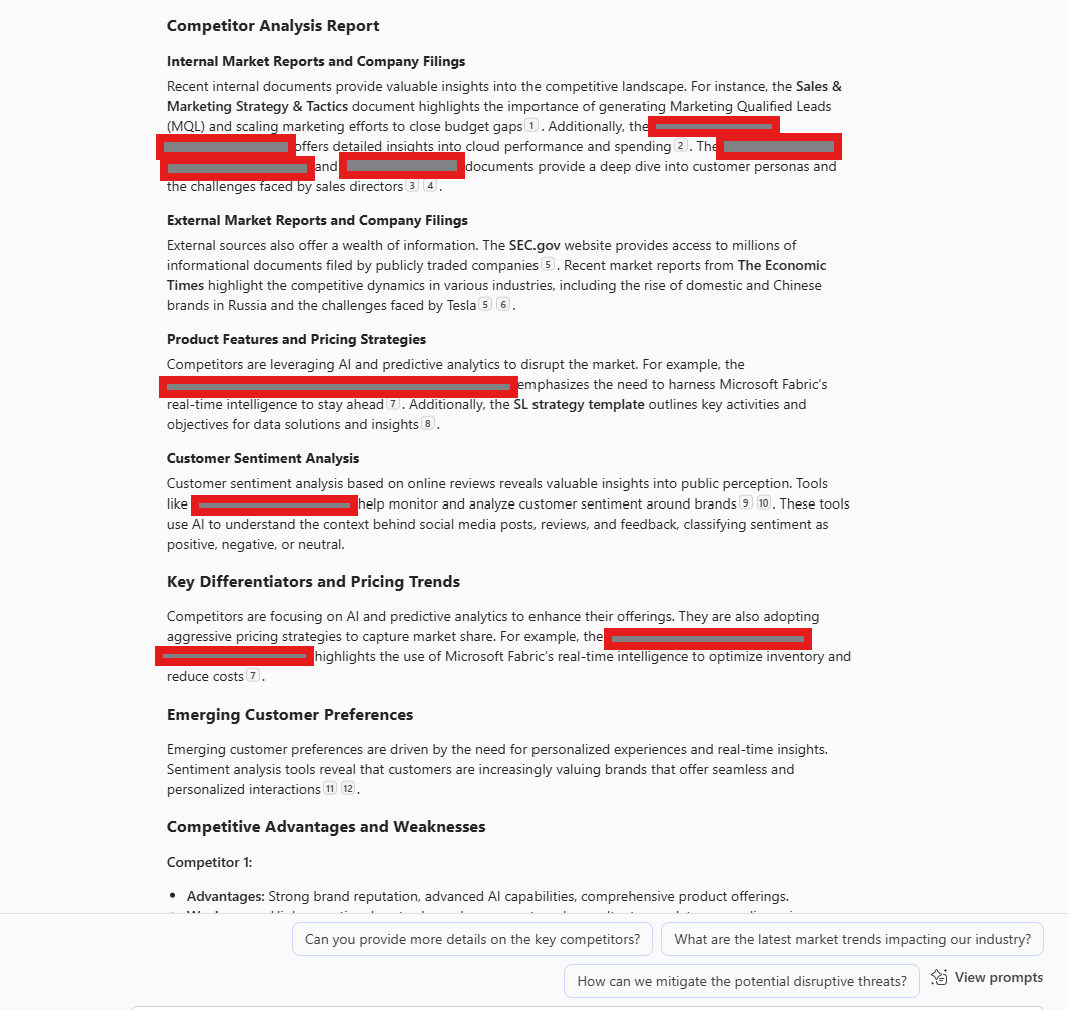 Competitor Analysis Report
Internal Market Reports and Company Filings
Recent internal documents provide valuable insights into the competitive landscape. For instance, the Sales &
Marketing Strategy & Tactics document highlights the importance of generating Marketing Qualified Leads
(MQL) and scaling marketing efforts to close budget gaps 1 . Additionally, the
offers detailed insights into cloud performance and spending 2 . The
and documents provide a deep dive into customer personas and
the challenges faced by sales directors 3 4 .
External Market Reports and Company Filings
External sources also offer a wealth of information. The SEC.gov website provides access to millions of
informational documents filed by publicly traded companies 5 . Recent market reports from The Economic
Times highlight the competitive dynamics in various industries, including the rise of domestic and Chinese
brands in Russia and the challenges faced by Tesla 5 6 .
Product Features and Pricing Strategies
Competitors are leveraging AI and predictive analytics to disrupt the market. For example, the
emphasizes the need to harness Microsoft Fabric's
real-time intelligence to stay ahead 7 . Additionally, the SL strategy template outlines key activities and
objectives for data solutions and insights 8 .
Customer Sentiment Analysis
Customer sentiment analysis based on online reviews reveals valuable insights into public perception. Tools
like help monitor and analyze customer sentiment around brands 9 10 . These tools
use AI to understand the context behind social media posts, reviews, and feedback, classifying sentiment as
positive, negative, or neutral.
Key Differentiators and Pricing Trends
Competitors are focusing on AI and predictive analytics to enhance their offerings. They are also adopting
aggressive pricing strategies to capture market share. For example, the
highlights the use of Microsoft Fabric's real-time intelligence to optimize inventory and
reduce costs 7 .
Emerging Customer Preferences
Emerging customer preferences are driven by the need for personalized experiences and real-time insights.
Sentiment analysis tools reveal that customers are increasingly valuing brands that offer seamless and
personalized interactions 11 12 .
Competitive Advantages and Weaknesses
Competitor 1:
• Advantages: Strong brand reputation, advanced AI capabilities, comprehensive product offerings.
Can you provide more details on the key competitors?
What are the latest market trends impacting our industry?
How can we mitigate the potential disruptive threats?
View prompts